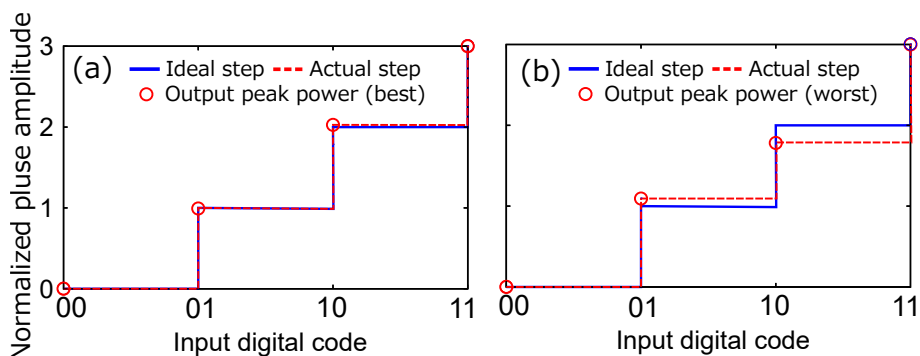 Normalized pluse amplitude
3
2
1
0
(a)
Ideal step
Actual step
Output peak power (best)
00
01
10
11
Input digital code
(b)
Ideal step
Actual step
Output peak power (worst)
00
01
10
11
Input digital code